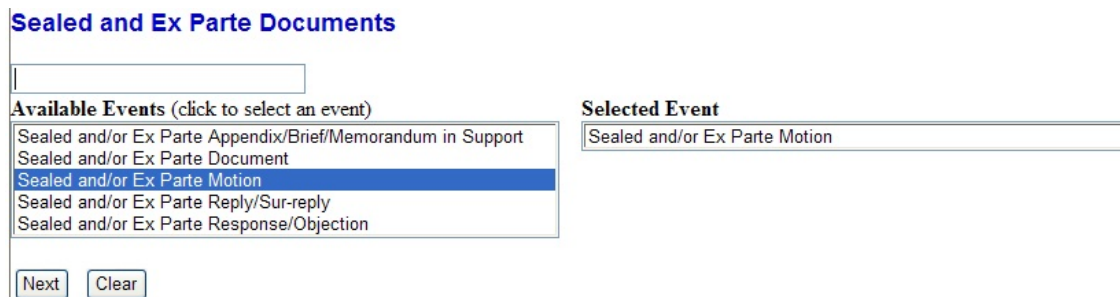 Sealed and Ex Parte Documents
Available Events (click to select an event)
Sealed and/or Ex Parte Appendix/Brief/Memorandum in Support
Sealed and/or Ex Parte Document
Sealed and/or Ex Parte Motion
Sealed and/or Ex Parte Reply/Sur-reply
Sealed and/or Ex Parte Response/Objection
Selected Event
Sealed and/or Ex Parte Motion
Next Clear